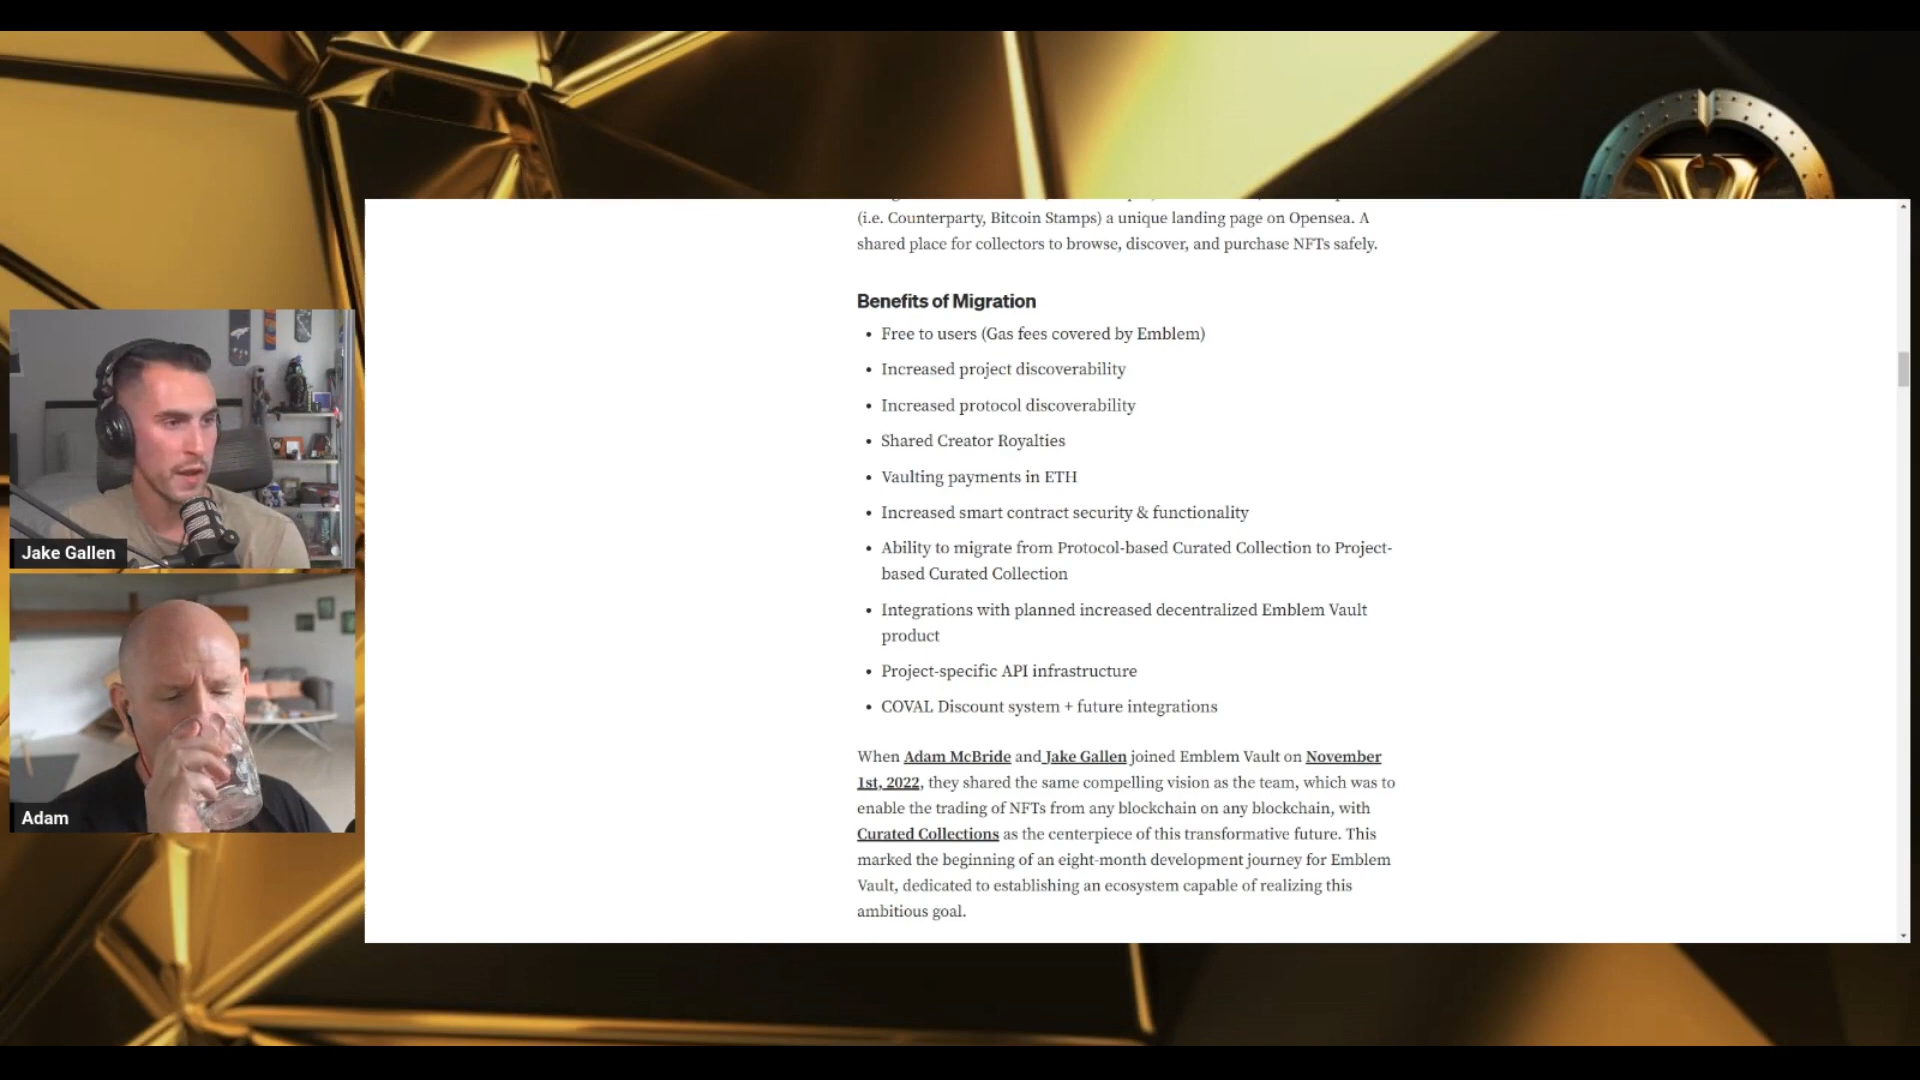 (i.e. Counterparty, Bitcoin Stamps) a unique landing page on Opensea. A
shared place for collectors to browse, discover, and purchase NFTs safely.
Benefits of Migration
• Free to users (Gas fees covered by Emblem)
• Increased project discoverability
• Increased protocol discoverability
• Shared Creator Royalties
• Vaulting payments in ETH
• Increased smart contract security & functionality
• Ability to migrate from Protocol-based Curated Collection to Project-
based Curated Collection
• Integrations with planned increased decentralized Emblem Vault
product
• Project-specific API infrastructure
• COVAL Discount system + future integrations
When Adam McBride and Jake Gallen joined Emblem Vault on November
1st, 2022, they shared the same compelling vision as the team, which was to
enable the trading of NFTs from any blockchain on any blockchain, with
Curated Collections as the centerpiece of this transformative future. This
marked the beginning of an eight-month development journey for Emblem
Vault, dedicated to establishing an ecosystem capable of realizing this
ambitious goal.
Jake Gallen
Adam